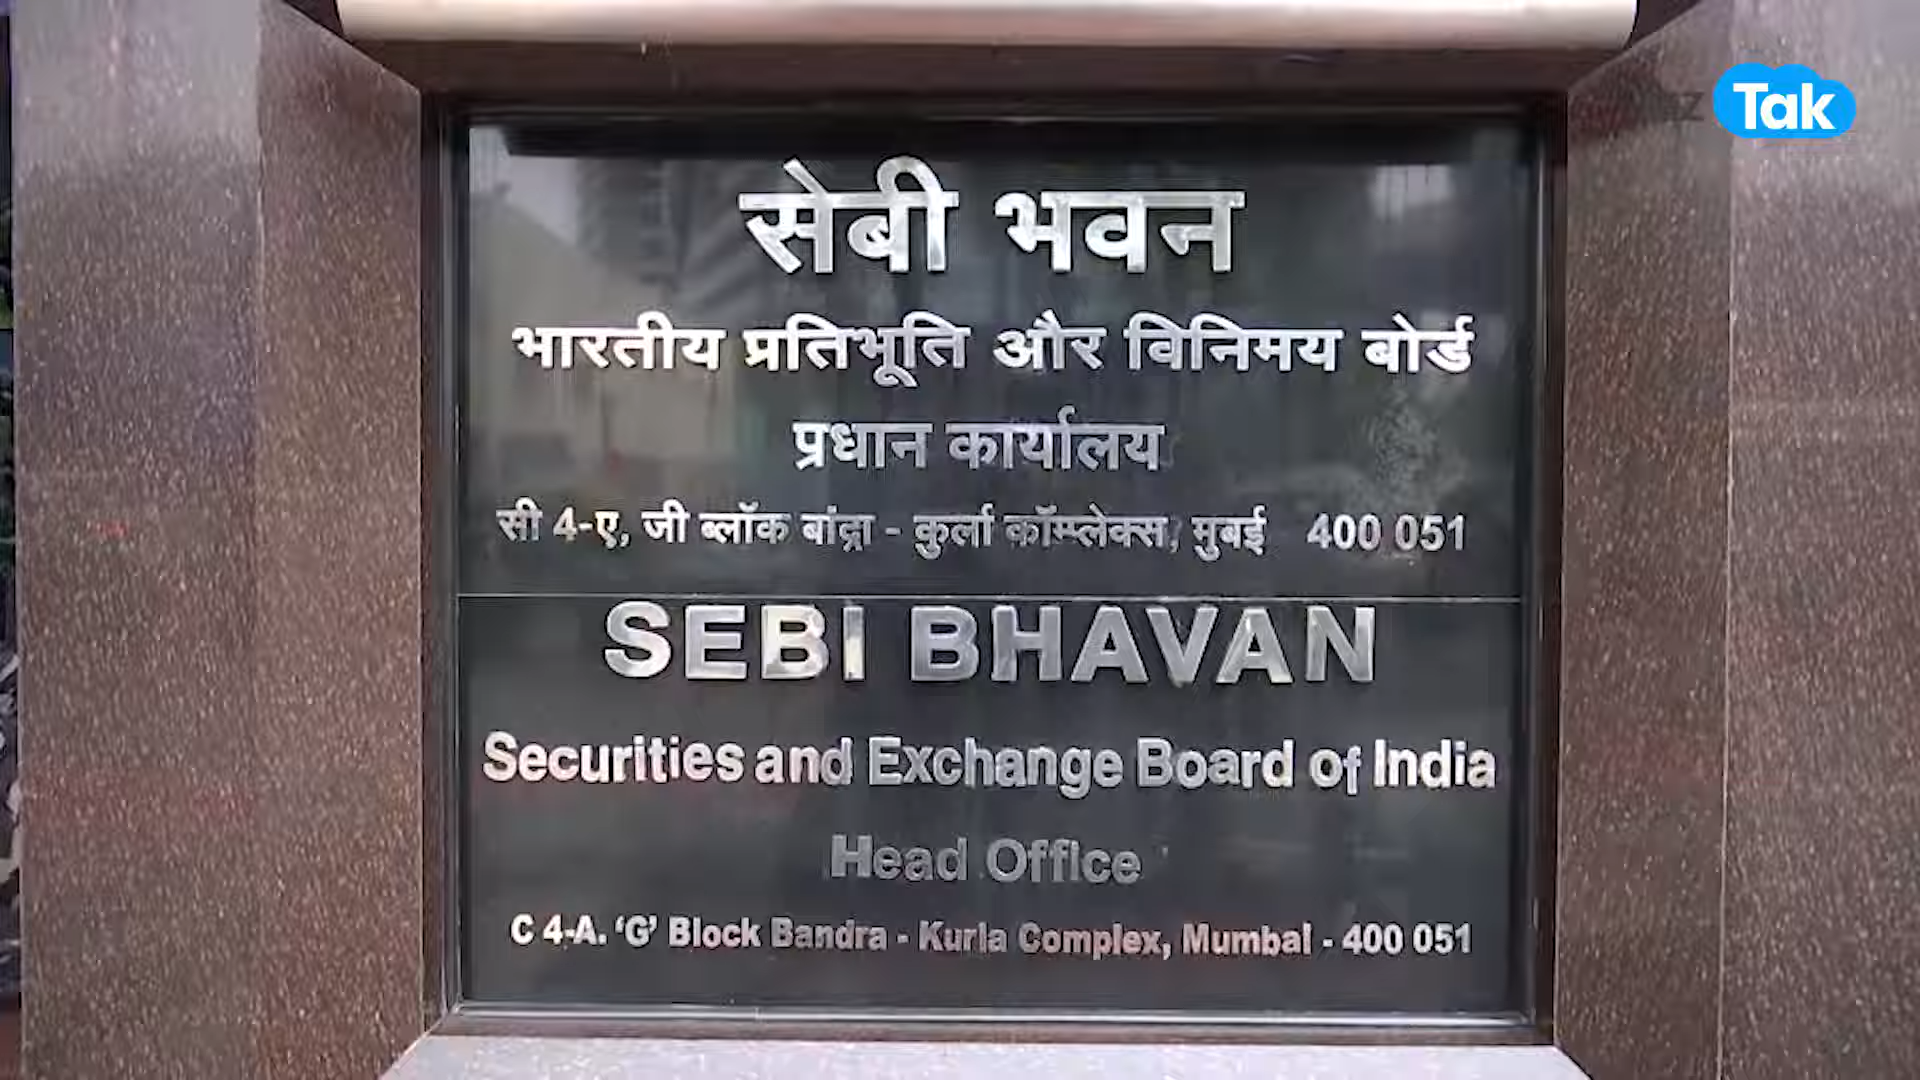 Tak
सेबी भवन
भारतीय प्रतिभूति और विनिमय बोर्ड
प्रधान कार्यालय
सी 4-ए, जी ब्लॉक बांद्रा - कुर्ला कॉम्प्लेक्स, मुंबई 400 051
SEBI BHAVAN
Securities and Exchange Board of India
Head Office
C 4-A. ‘G’ Block Bandra - Kurla Complex, Mumbai - 400 051